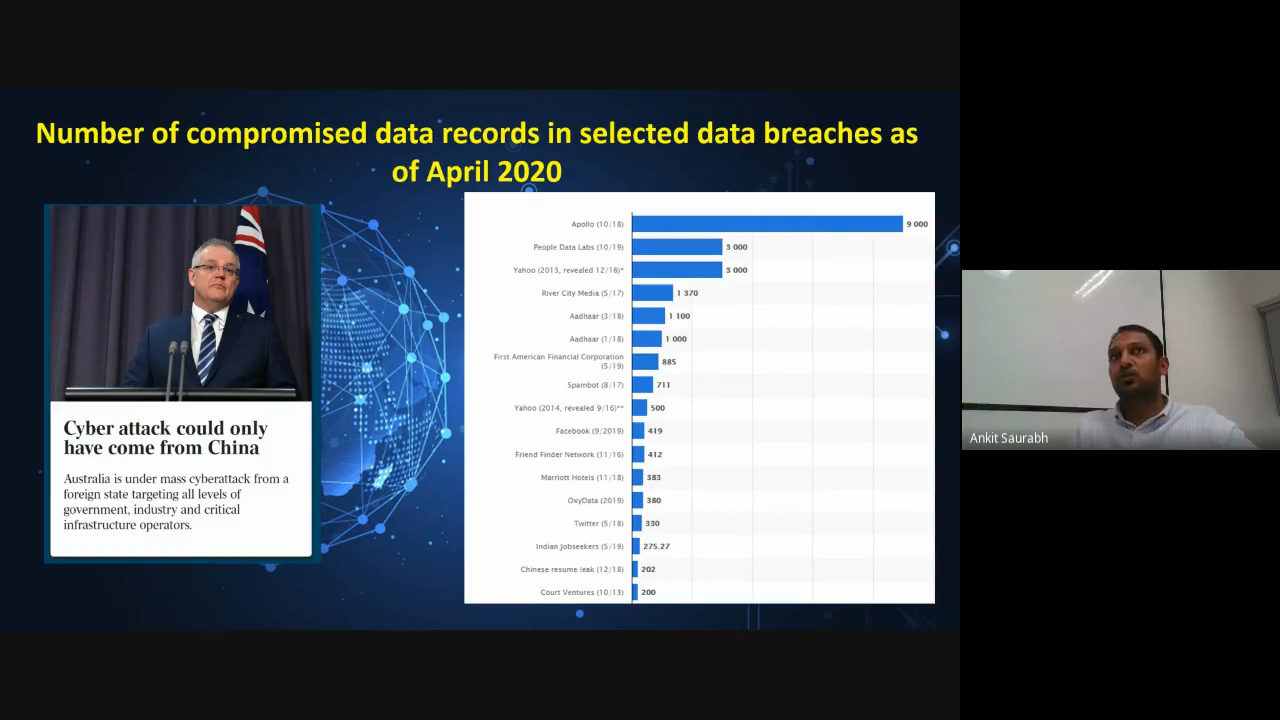 Number of compromised data records in selected data breaches as
of April 2020
Cyber attack could only
have come from China
Australia is under mass cyberattack from a
foreign state targeting all levels of
government, industry and critical
infrastructure operators.
Apollo (10/18) 9 000
People Data Labs (10/19) 3 000
Yahoo (2013, revealed 12/16)* 3 000
River City Media (5/17) 1 370
Aadhaar (3/18) 1 100
Aadhaar (1/18) 1 000
First American Financial Corporation
(5/19) 885
Spambot (8/17) 711
Yahoo (2014, revealed 9/16)** 500
Facebook (9/2019) 419
Friend Finder Network (11/16) 412
Marriott Hotels (11/18) 383
OxyData (2019) 380
Twitter (5/18) 330
Indian Jobseekers (5/19) 275.27
Chinese resume leak (12/18) 202
Court Ventures (10/13) 200
Ankit Saurabh